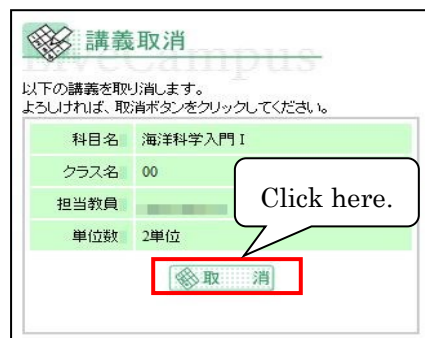 講義取消
LiveCampus
以下の講義を取り消します。
よろしければ、取消ボタンをクリックしてください。
科目名 海洋科学入門 I
クラス名 00
担当教員
単位数 2単位
Click here.
取 消